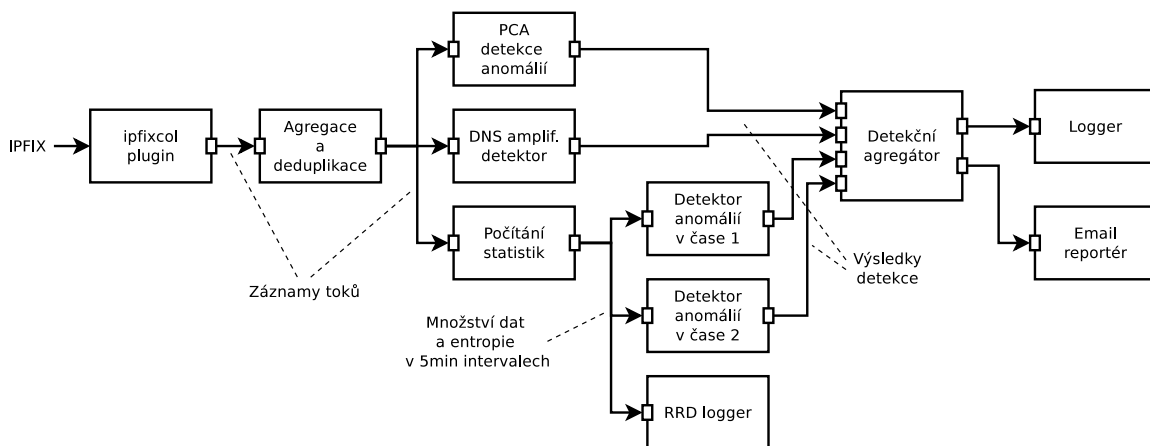 IPFIX
ipfixcol
plugin
Agregace
a
deduplikace
PCA
detekce
anomálií
DNS amplif.
detektor
Počítání
statistik
Detektor
anomálií
v čase 1
Detektor
anomálií
v čase 2
RRD logger
Detekční
agregátor
Logger
Email
reportér
Záznamy toků
Množství dat
a entropie
v 5min intervalech
Výsledky
detekce